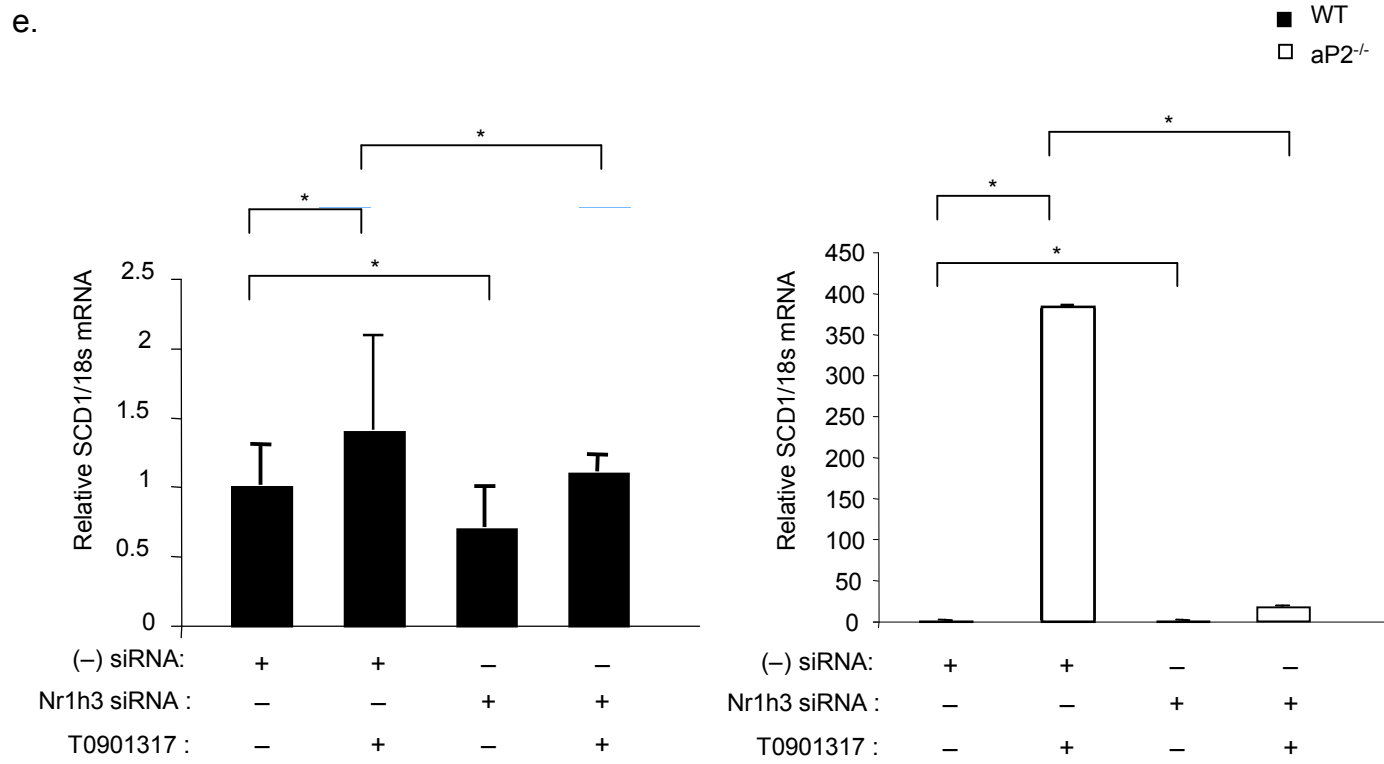 e.
WT
aP2-/-
*
*
*
Relative SCD1/18s mRNA
2.5
2
1.5
1
0.5
0
(–) siRNA: + + – –
Nr1h3 siRNA : – – + +
T0901317 : – + – +
*
*
*
Relative SCD1/18s mRNA
450
400
350
300
250
200
150
100
50
0
(–) siRNA: + + – –
Nr1h3 siRNA : – – + +
T0901317 : – + – +